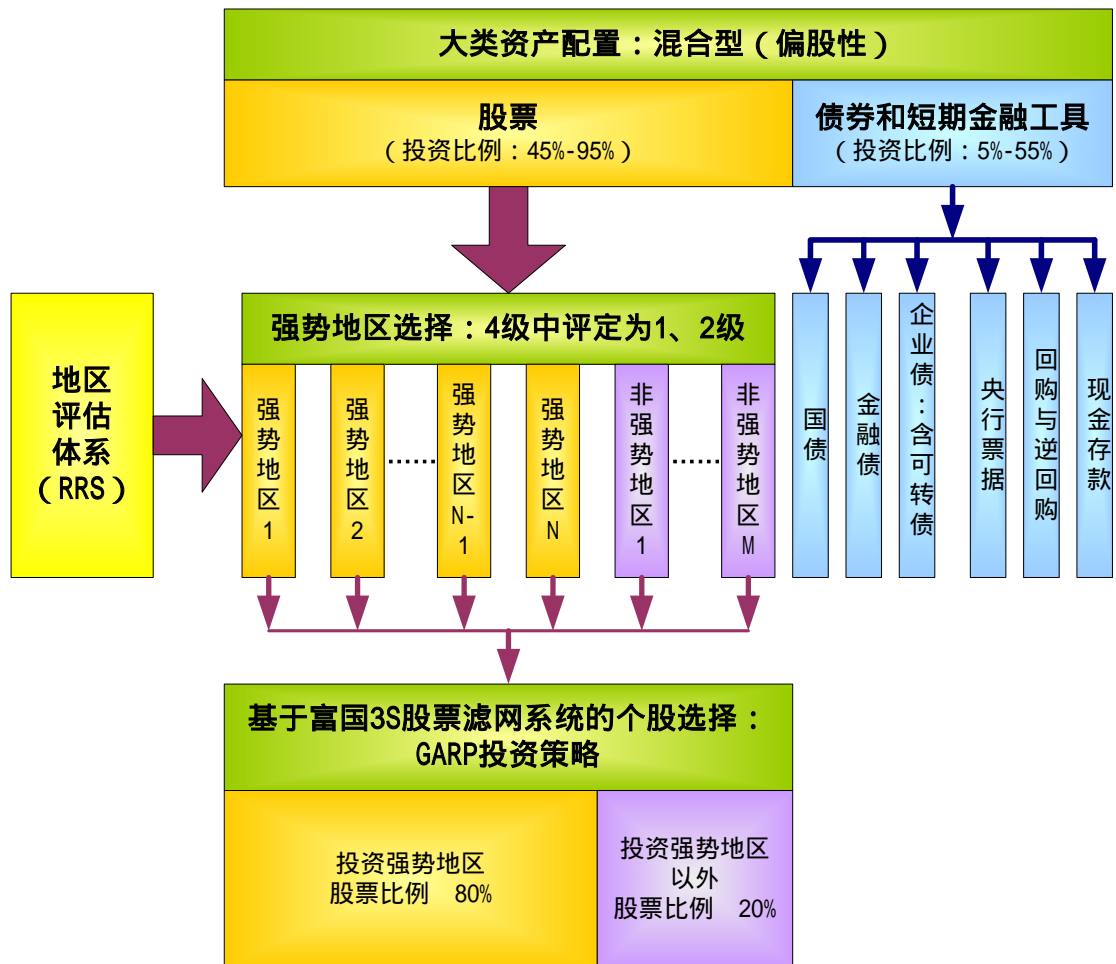 大类资产配置：混合型（偏股性）
股票
（投资比例：45%-95%）
债券和短期金融工具
（投资比例：5%-55%）
强势地区选择：4级中评定为1、2级
地区
评估
体系
（RRS）
强势地区1
强势地区2
……
强势地区N-1
强势地区N
非强势地区1
……
非强势地区M
国债
金融债
企业债：含可转债
央行票据
回购与逆回购
现金存款
基于富国3S股票滤网系统的个股选择：
GARP投资策略
投资强势地区
股票比例 80%
投资强势地区
以外
股票比例 20%